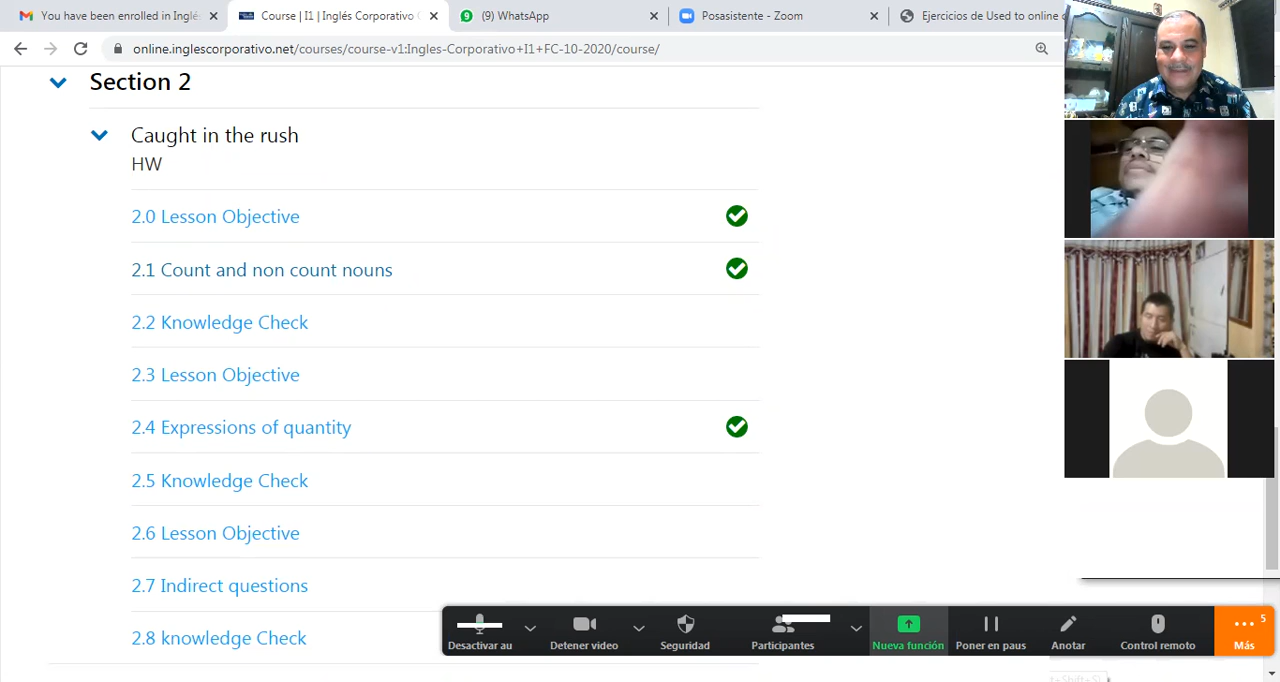 You have been enrolled in Inglé
Course | I1 | Inglés Corporativo
9 (9) WhatsApp
Posasistente - Zoom
Ejercicios de Used to online
online.inglescorporativo.net/courses/course-v1:Ingles-Corporativo+I1+FC-10-2020/course/
Section 2
Caught in the rush
HW
2.0 Lesson Objective
2.1 Count and non count nouns
2.2 Knowledge Check
2.3 Lesson Objective
2.4 Expressions of quantity
2.5 Knowledge Check
2.6 Lesson Objective
2.7 Indirect questions
2.8 knowledge Check
Desactivar au
Detener video
Seguridad
Participantes
Nueva función
Poner en paus
Anotar
Control remoto
5
Más